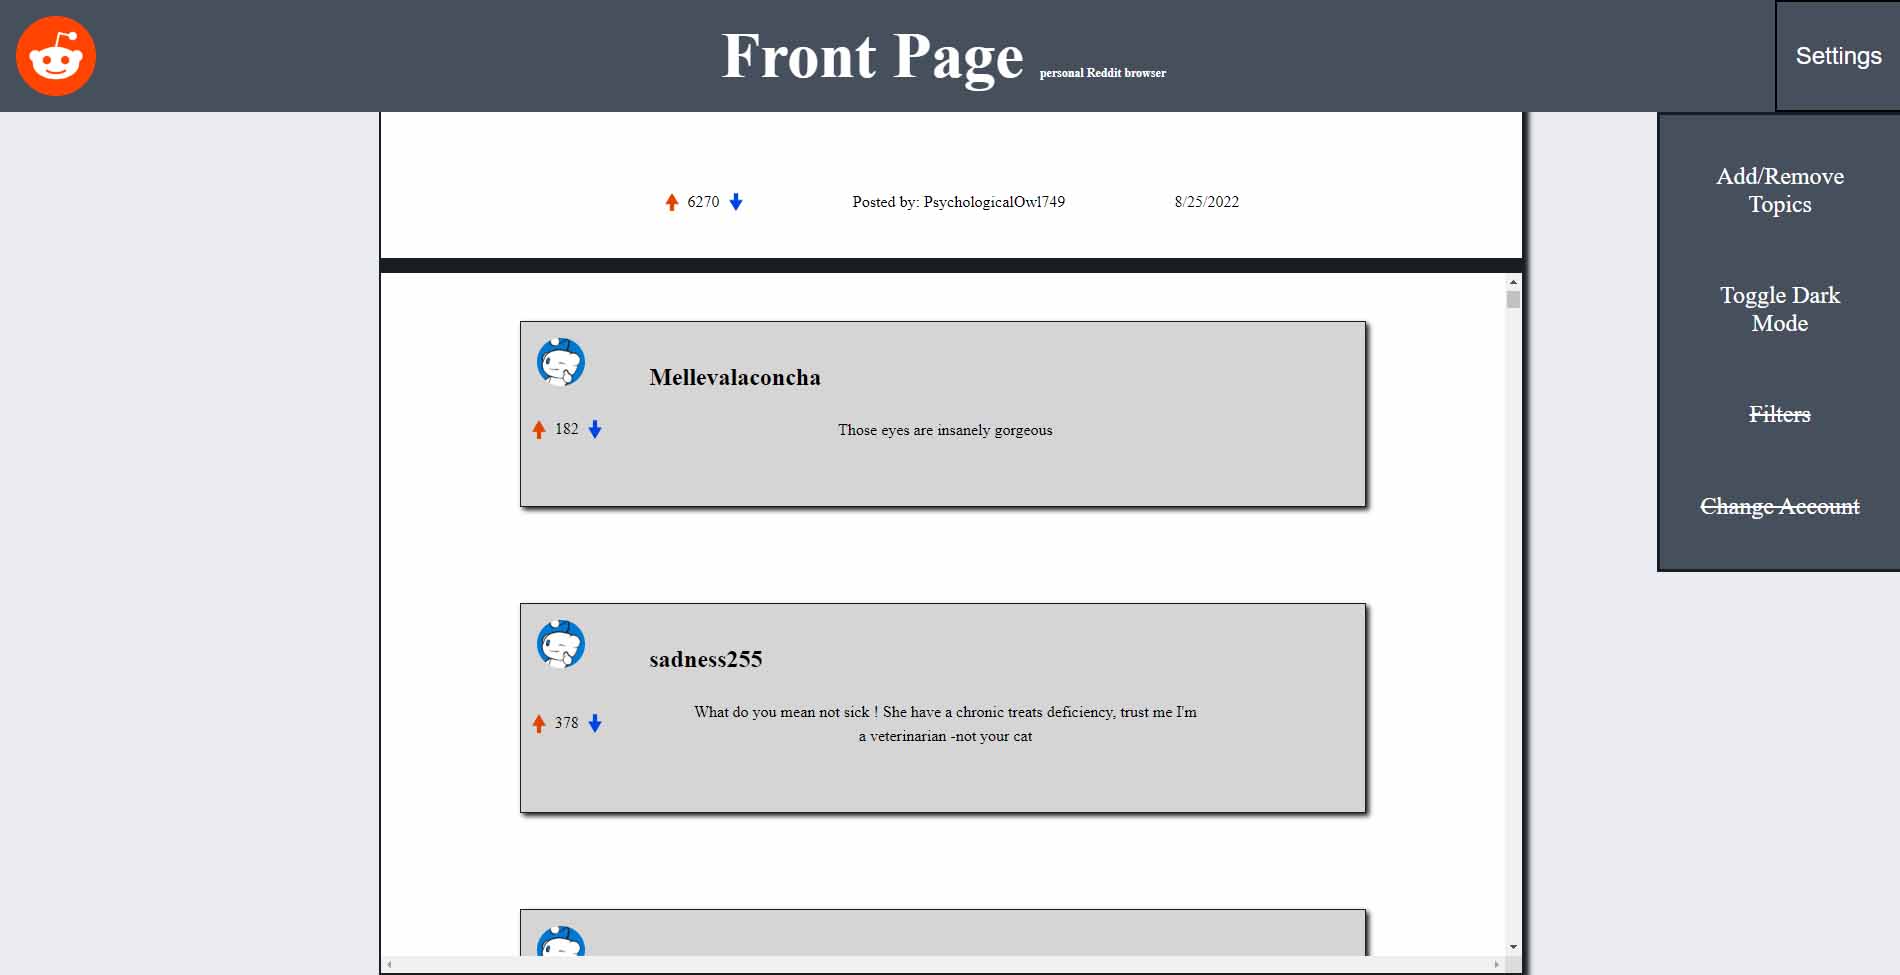 Front Page personal Reddit browser
Settings
Add/Remove
Topics
Toggle Dark
Mode
Filters
Change Account
6270 Posted by: PsychologicalOwl749 8/25/2022
Mellevalaconcha
182 Those eyes are insanely gorgeous
sadness255
What do you mean not sick ! She have a chronic treats deficiency, trust me I'm
378
a veterinarian -not your cat